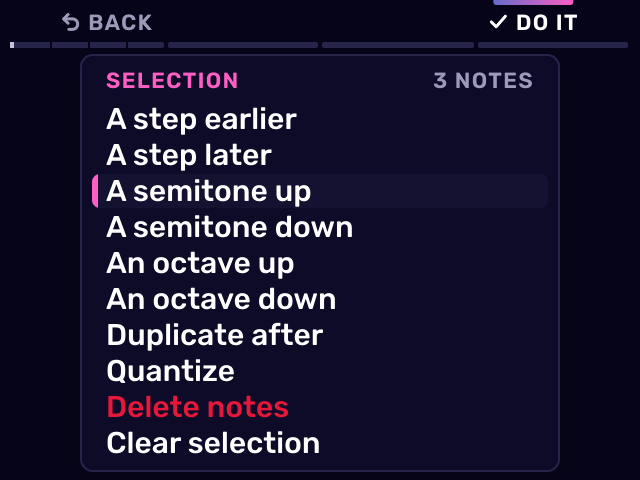 BACK
DO IT
SELECTION
3 NOTES
A step earlier
A step later
A semitone up
A semitone down
An octave up
An octave down
Duplicate after
Quantize
Delete notes
Clear selection